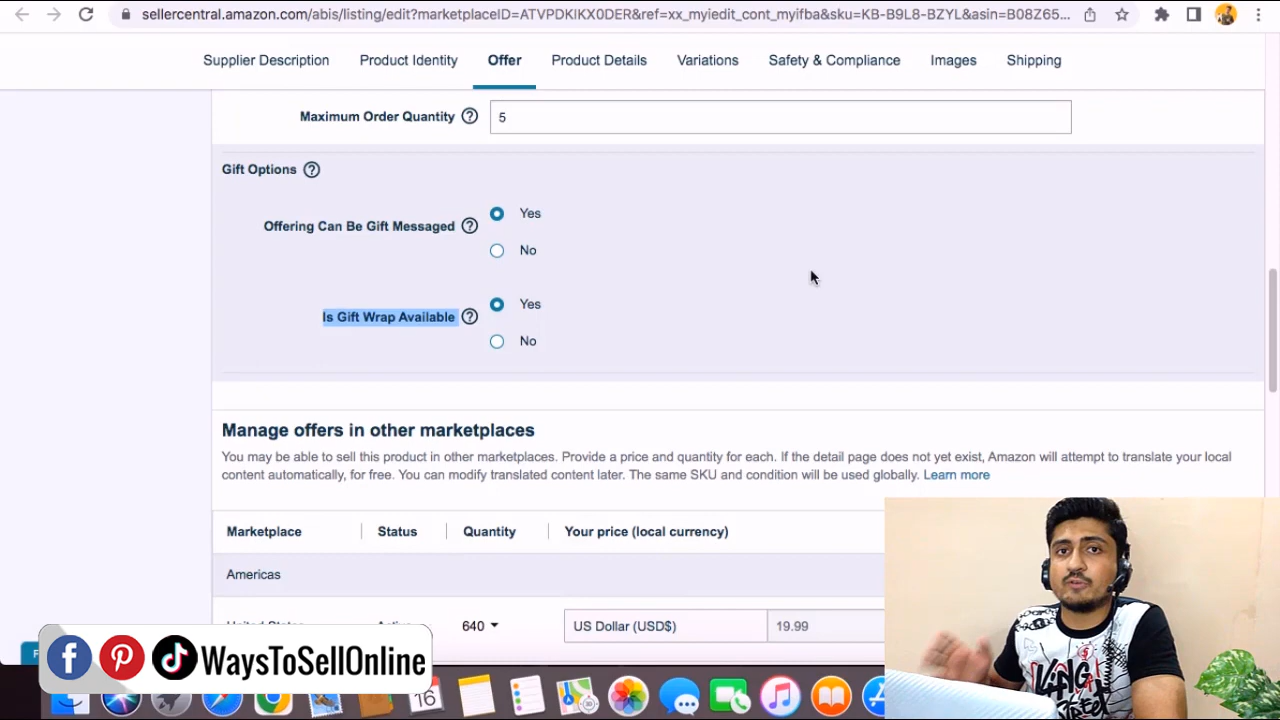 sellercentral.amazon.com/abis/listing/edit?marketplaceID=ATVPDKIKX0DER&ref=xx_myiedit_cont_myifba&sku=KB-B9L8-BZYL&asin=B08Z65...
Supplier Description Product Identity Offer Product Details Variations Safety & Compliance Images Shipping
Maximum Order Quantity ? 5
Gift Options ?
Offering Can Be Gift Messaged ? Yes
No
Is Gift Wrap Available ? Yes
No
Manage offers in other marketplaces
You may be able to sell this product in other marketplaces. Provide a price and quantity for each. If the detail page does not yet exist, Amazon will attempt to translate your local
content automatically, for free. You can modify translated content later. The same SKU and condition will be used globally. Learn more
Marketplace Status Quantity Your price (local currency)
Americas
United States Active 640 US Dollar (USD$) 19.99
WaysToSellOnline
16
STREET